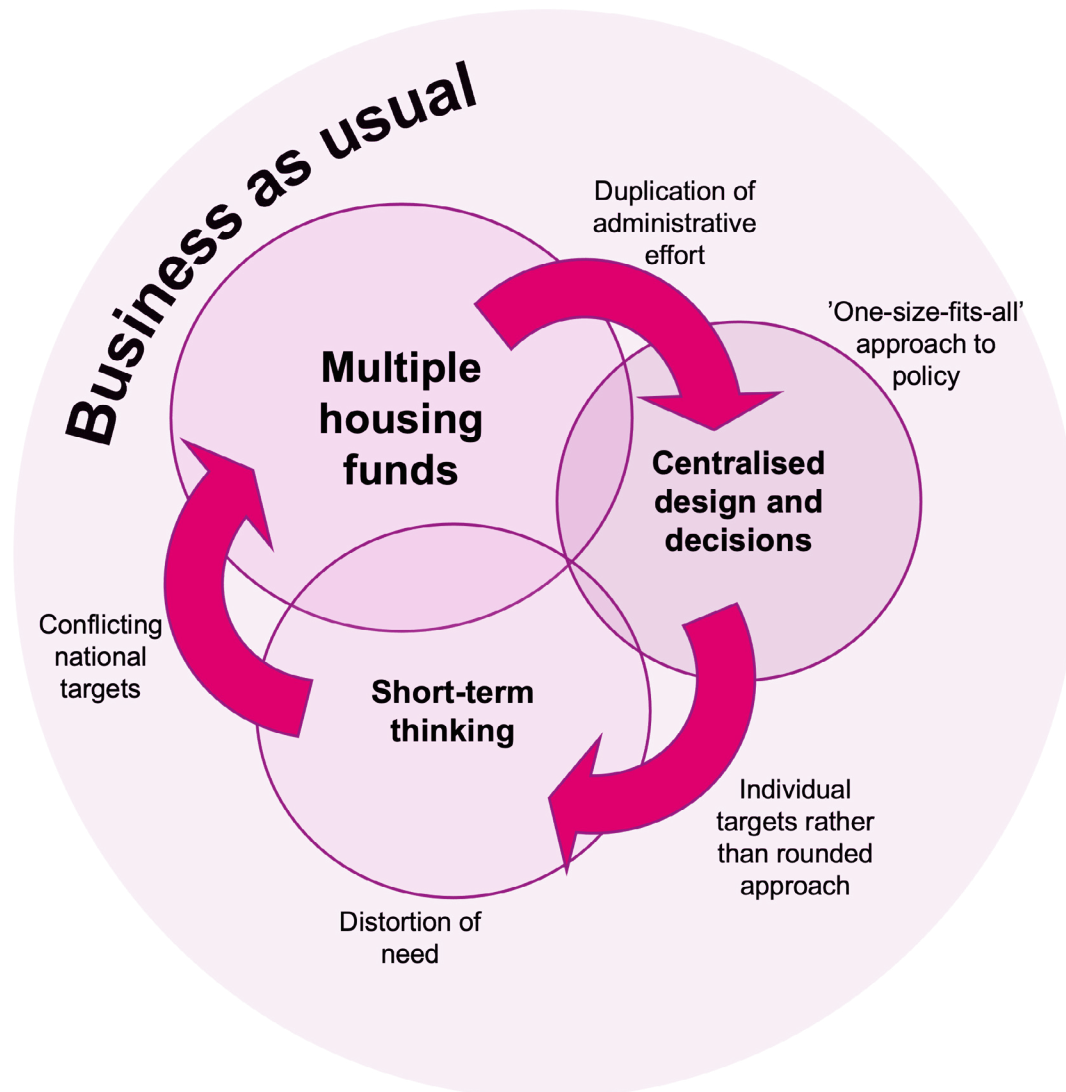 Business as usual
Duplication of
administrative
effort
’One-size-fits-all’
approach to
policy
Multiple
housing
funds
Centralised
design and
decisions
Conflicting
national
targets
Short-term
thinking
Individual
targets rather
than rounded
approach
Distortion of
need